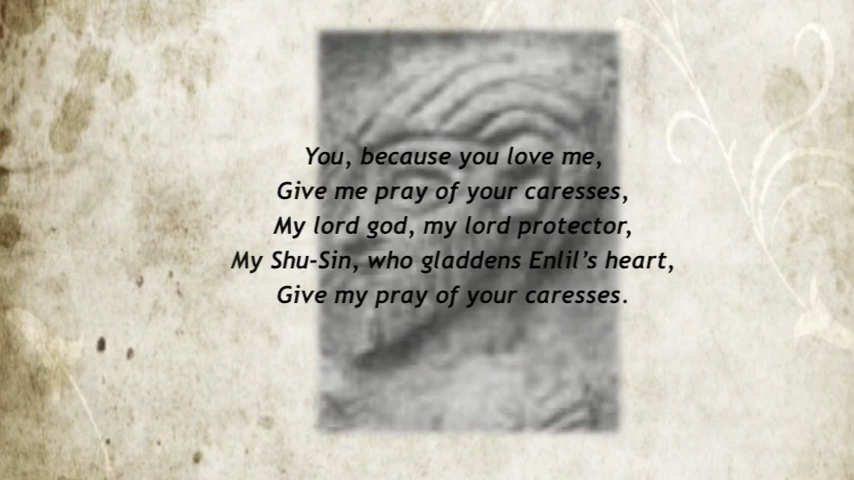 You, because you love me,
Give me pray of your caresses,
My lord god, my lord protector,
My Shu-Sin, who gladdens Enlil’s heart,
Give my pray of your caresses.